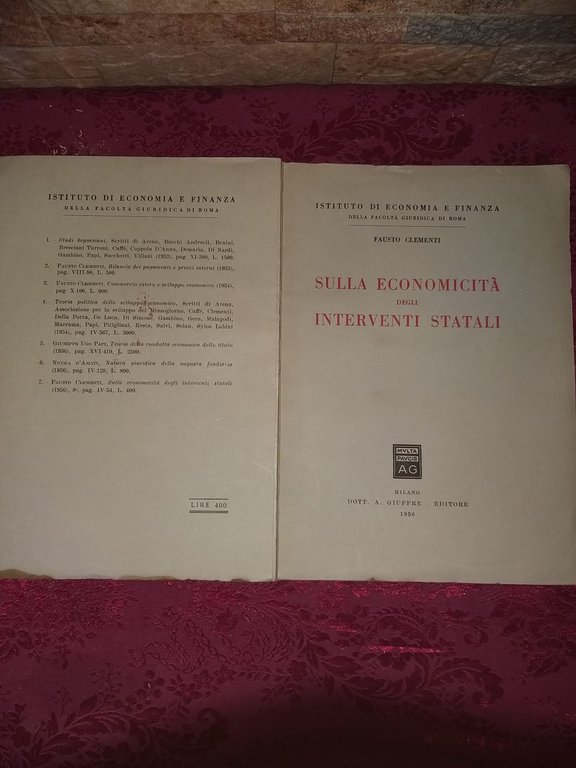 ISTITUTO DI ECONOMIA E FINANZA
DELLA FACOLTÀ GIURIDICA DI ROMA
1. - Studi keynesiani, Scritti di Arena, Bacchi Andreoli, Benini,
Bresciani Turroni, Caffè, Coppola D'Anna, Demaria, Di Nardi,
Gambino, Papi, Sacchetti, Villani (1953), pag. XI-388, L. 1500.
2. - FAUSTO CLEMENTI, Bilancia dei pagamenti e prezzi interni (1953),
pag. VIII-90, L. 500.
3. - FAUSTO CLEMENTI, Commercio estero e sviluppo economico (1954),
pag. X-100, L. 600.
4. - Teoria politica dello sviluppo economico, Scritti di Arena,
Associazione per lo sviluppo del Mezzogiorno, Caffè, Clementi,
Della Porta, De Luca, Di Simone, Gambino, Gera, Malagodi,
Marrama, Papi, Pitigliani, Resta, Salvi, Selan, Sylos Labini
(1954), pag. IV-567, L. 3000.
5. GIUSEPPE UGO PAPI, Teoria della condotta economica dello Stato
(1956), pag. XVI-410, L. 2500.
6. - NICOLA D'AMATI, Natura giuridica della imposta fondiaria
(1956), pag. IV 128, L. 800.
7. - FAUSTO CLEMENTI, Sulla economicità degli interventi statali
(1956), 8º, pag. IV-54, L. 400.
LIRE 400
ISTITUTO DI ECONOMIA E FINANZA
DELLA FACOLTÀ GIURIDICA DI ROMA
FAUSTO CLEMENTI
SULLA ECONOMICITÀ
DEGLI
INTERVENTI STATALI
MVLTA
PAVCIS
AG
MILANO
DOTT. A. GIUFFRÈ - EDITORE
1956